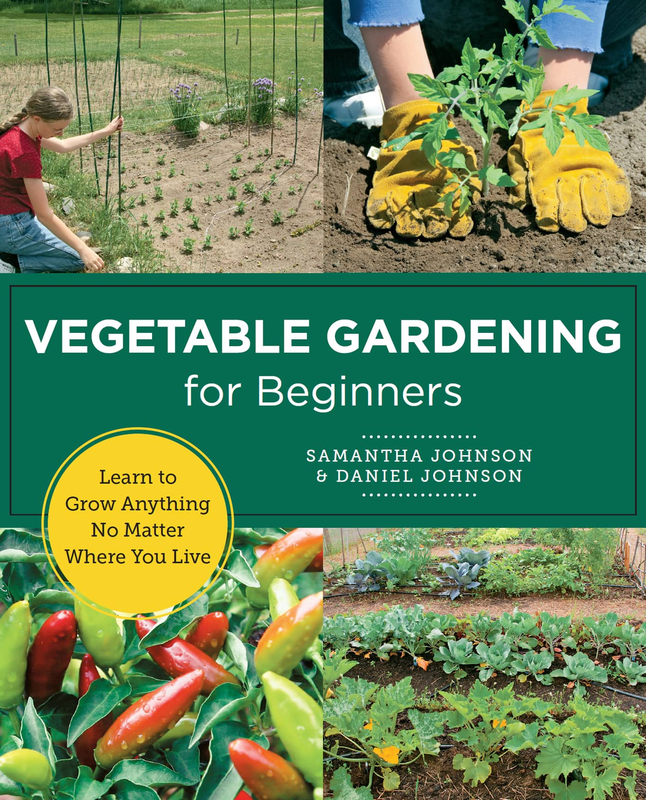 VEGETABLE GARDENING
for Beginners
SAMANTHA JOHNSON
& DANIEL JOHNSON
Learn to
Grow Anything
No Matter
Where You Live